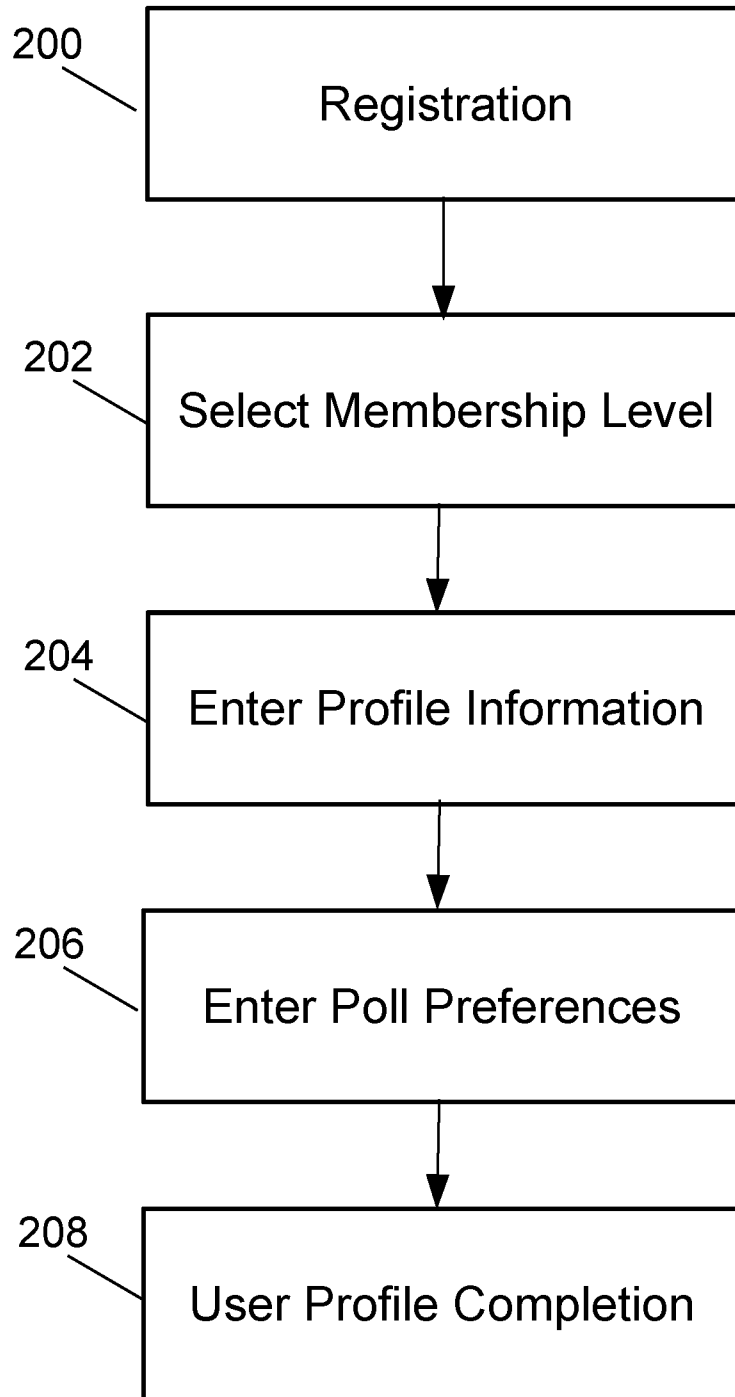 200
Registration
202
Select Membership Level
204
Enter Profile Information
206
Enter Poll Preferences
208
User Profile Completion